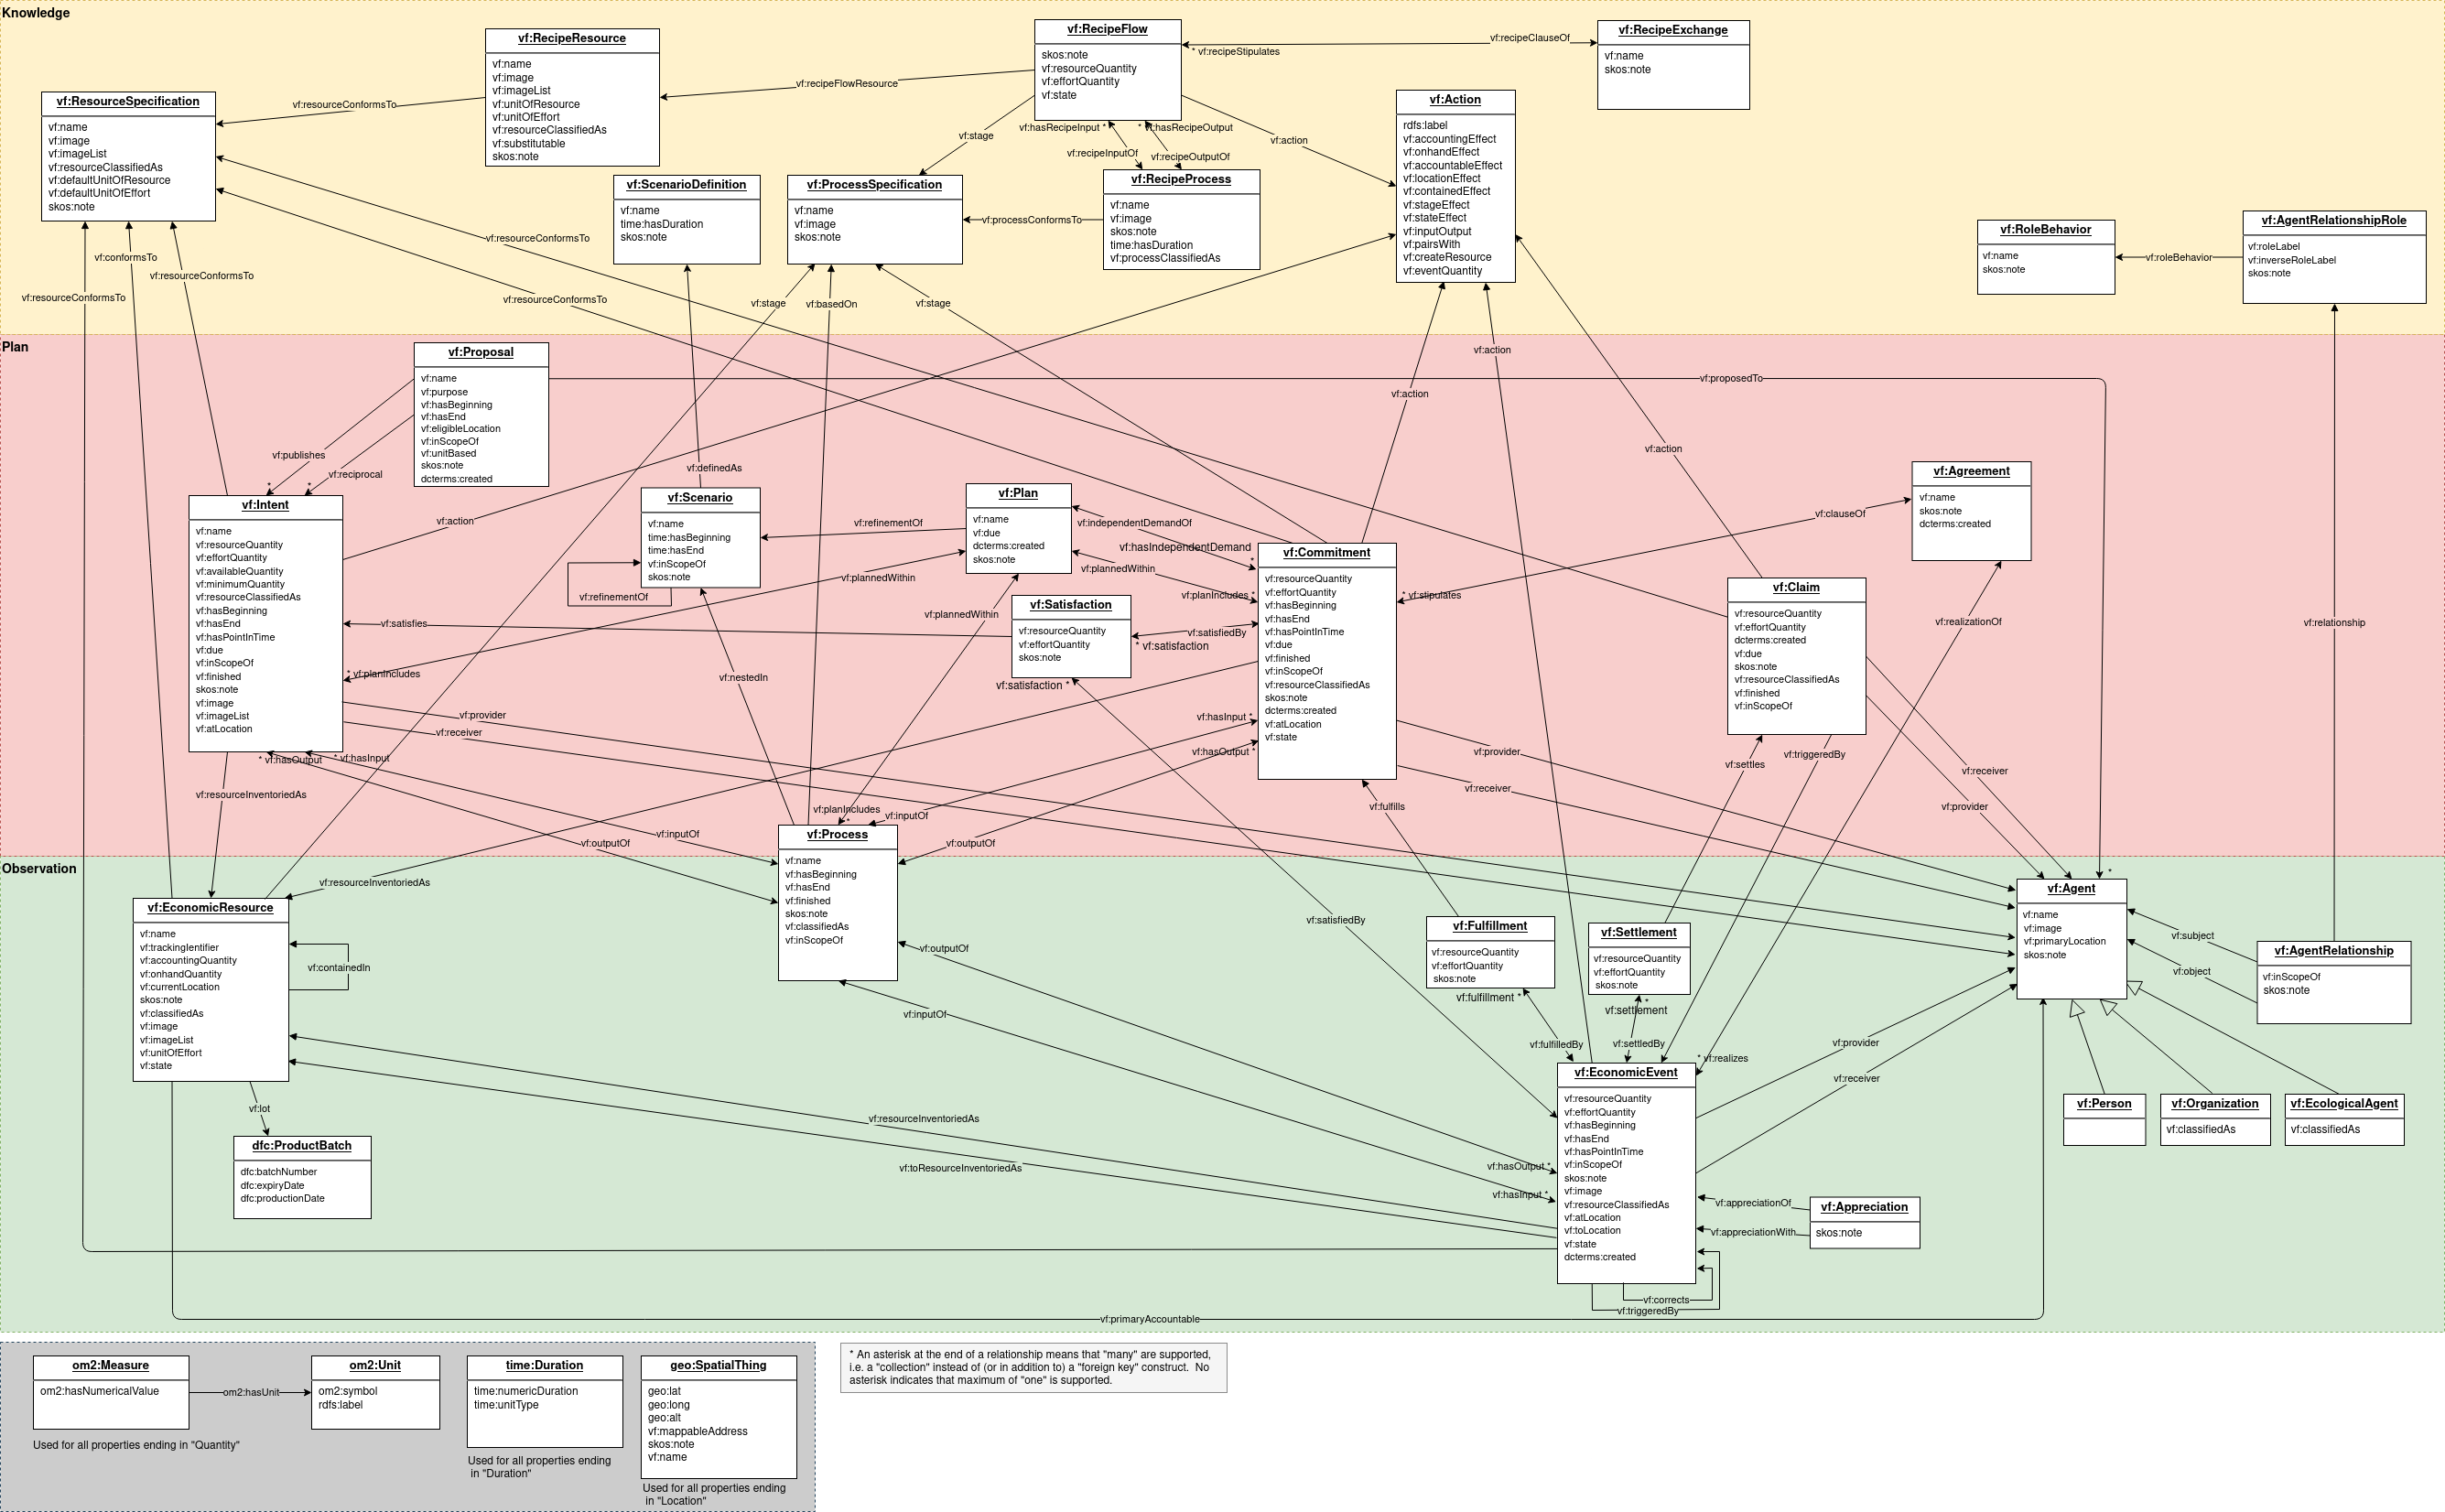 Knowledge
vf:RecipeResource
vf:name
vf:image
vf:imageList
vf:unitOfResource
vf:unitOfEffort
vf:resourceClassifiedAs
vf:substitutable
skos:note
vf:RecipeFlow
skos:note
vf:resourceQuantity
vf:effortQuantity
vf:state
vf:recipeClauseOf
* vf:recipeStipulates
vf:RecipeExchange
vf:name
skos:note
vf:recipeFlowResource
vf:resourceConformsTo
vf:ResourceSpecification
vf:name
vf:image
vf:imageList
vf:resourceClassifiedAs
vf:defaultUnitOfResource
vf:defaultUnitOfEffort
skos:note
vf:hasRecipeInput *
* vf:hasRecipeOutput
vf:stage
vf:recipeInputOf
vf:recipeOutputOf
vf:action
vf:Action
rdfs:label
vf:accountingEffect
vf:onhandEffect
vf:accountableEffect
vf:locationEffect
vf:containedEffect
vf:stageEffect
vf:stateEffect
vf:inputOutput
vf:pairsWith
vf:createResource
vf:eventQuantity
vf:ScenarioDefinition
vf:name
time:hasDuration
skos:note
vf:ProcessSpecification
vf:name
vf:image
skos:note
vf:processConformsTo
vf:RecipeProcess
vf:name
vf:image
skos:note
time:hasDuration
vf:processClassifiedAs
vf:RoleBehavior
vf:name
skos:note
vf:roleBehavior
vf:AgentRelationshipRole
vf:roleLabel
vf:inverseRoleLabel
skos:note
vf:resourceConformsTo
vf:conformsTo
vf:resourceConformsTo
vf:resourceConformsTo
vf:resourceConformsTo
vf:stage
vf:basedOn
vf:stage
Plan
vf:Proposal
vf:name
vf:purpose
vf:hasBeginning
vf:hasEnd
vf:eligibleLocation
vf:inScopeOf
vf:unitBased
skos:note
dcterms:created
vf:action
vf:proposedTo
vf:action
vf:action
vf:publishes
*
vf:reciprocal
*
vf:definedAs
vf:Intent
vf:name
vf:resourceQuantity
vf:effortQuantity
vf:availableQuantity
vf:minimumQuantity
vf:resourceClassifiedAs
vf:hasBeginning
vf:hasEnd
vf:hasPointInTime
vf:due
vf:inScopeOf
vf:finished
skos:note
vf:image
vf:imageList
vf:atLocation
vf:action
vf:Scenario
vf:name
time:hasBeginning
time:hasEnd
vf:inScopeOf
skos:note
vf:refinementOf
vf:refinementOf
vf:Plan
vf:name
vf:due
dcterms:created
skos:note
vf:independentDemandOf
vf:hasIndependentDemand
*
vf:plannedWithin
vf:planIncludes *
vf:Commitment
vf:resourceQuantity
vf:effortQuantity
vf:hasBeginning
vf:hasEnd
vf:hasPointInTime
vf:due
vf:finished
vf:inScopeOf
vf:resourceClassifiedAs
skos:note
dcterms:created
vf:atLocation
vf:state
vf:clauseOf
* vf:stipulates
vf:Agreement
vf:name
skos:note
dcterms:created
vf:Claim
vf:resourceQuantity
vf:effortQuantity
dcterms:created
vf:due
skos:note
vf:resourceClassifiedAs
vf:finished
vf:inScopeOf
vf:realizationOf
vf:relationship
vf:plannedWithin
vf:plannedWithin
vf:Satisfaction
vf:resourceQuantity
vf:effortQuantity
skos:note
vf:satisfies
vf:satisfiedBy
* vf:satisfaction
vf:satisfaction *
* vf:planIncludes
vf:nestedIn
vf:provider
vf:receiver
vf:hasInput *
vf:hasOutput *
* vf:hasOutput
* vf:hasInput
vf:provider
vf:receiver
vf:settles
vf:triggeredBy
vf:receiver
vf:provider
vf:resourceInventoriedAs
vf:planIncludes
*
vf:inputOf
vf:fulfills
vf:inputOf
vf:outputOf
vf:outputOf
vf:Process
vf:name
vf:hasBeginning
vf:hasEnd
vf:finished
skos:note
vf:classifiedAs
vf:inScopeOf
Observation
vf:resourceInventoriedAs
vf:EconomicResource
vf:name
vf:trackingIdentifier
vf:accountingQuantity
vf:onhandQuantity
vf:currentLocation
skos:note
vf:classifiedAs
vf:image
vf:imageList
vf:unitOfEffort
vf:state
vf:containedIn
vf:satisfiedBy
vf:outputOf
vf:inputOf
vf:Fulfillment
vf:resourceQuantity
vf:effortQuantity
skos:note
vf:fulfillment *
vf:Settlement
vf:resourceQuantity
vf:effortQuantity
skos:note
*
vf:settlement
vf:fulfilledBy
vf:settledBy
* vf:realizes
*
vf:Agent
vf:name
vf:image
vf:primaryLocation
skos:note
vf:subject
vf:object
vf:AgentRelationship
vf:inScopeOf
skos:note
vf:provider
vf:receiver
vf:Person
vf:Organization
vf:classifiedAs
vf:EcologicalAgent
vf:classifiedAs
vf:EconomicEvent
vf:resourceQuantity
vf:effortQuantity
vf:hasBeginning
vf:hasEnd
vf:hasPointInTime
vf:inScopeOf
skos:note
vf:image
vf:resourceClassifiedAs
vf:atLocation
vf:toLocation
vf:state
dcterms:created
vf:lot
dfc:ProductBatch
dfc:batchNumber
dfc:expiryDate
dfc:productionDate
vf:resourceInventoriedAs
vf:toResourceInventoriedAs
vf:hasOutput *
vf:hasInput *
vf:appreciationOf
vf:appreciationWith
vf:Appreciation
skos:note
vf:corrects
vf:triggeredBy
vf:primaryAccountable
om2:Measure
om2:hasNumericalValue
om2:hasUnit
om2:Unit
om2:symbol
rdfs:label
Used for all properties ending in "Quantity"
time:Duration
time:numericDuration
time:unitType
Used for all properties ending
in "Duration"
geo:SpatialThing
geo:lat
geo:long
geo:alt
vf:mappableAddress
skos:note
vf:name
Used for all properties ending
in "Location"
* An asterisk at the end of a relationship means that "many" are supported,
i.e. a "collection" instead of (or in addition to) a "foreign key" construct. No
asterisk indicates that maximum of "one" is supported.